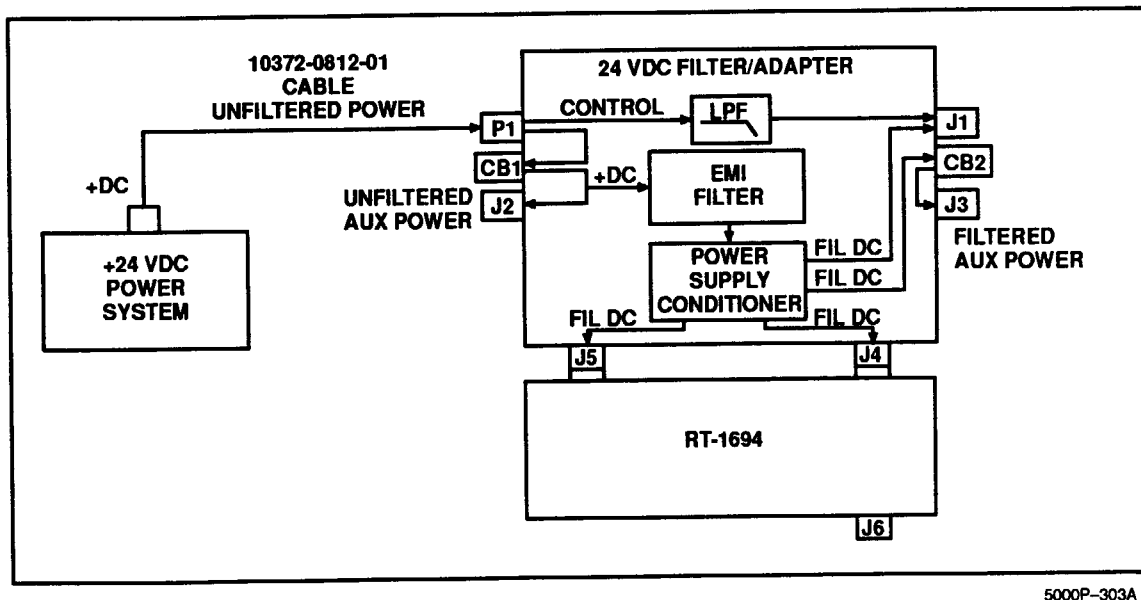 10372-0812-01
CABLE
UNFILTERED POWER
24 VDC FILTER/ADAPTER
P1
CONTROL
LPF
J1
CB1
+DC
EMI
FILTER
CB2
+DC
UNFILTERED
AUX POWER
J2
J3
FILTERED
AUX POWER
+24 VDC
POWER
SYSTEM
POWER
SUPPLY
CONDITIONER
FIL DC
FIL DC
FIL DC
FIL DC
J5
J4
RT-1694
J6
5000P-303A